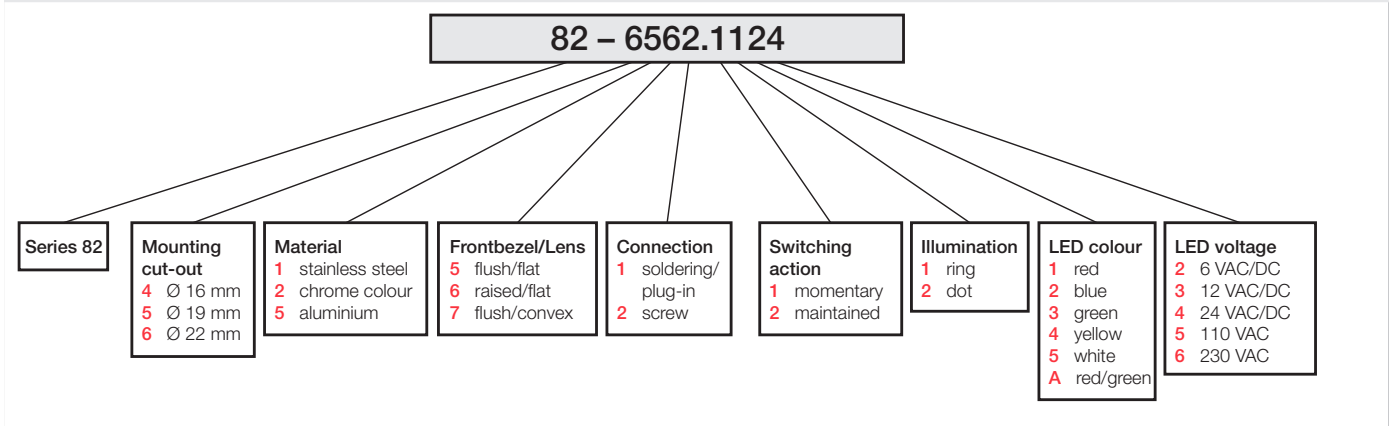 82 – 6562.1124
Series 82
Mounting
cut-out
4 Ø 16 mm
5 Ø 19 mm
6 Ø 22 mm
Material
1 stainless steel
2 chrome colour
5 aluminium
Frontbezel/Lens
5 flush/flat
6 raised/flat
7 flush/convex
Connection
1 soldering/
plug-in
2 screw
Switching
action
1 momentary
2 maintained
Illumination
1 ring
2 dot
LED colour
1 red
2 blue
3 green
4 yellow
5 white
A red/green
LED voltage
2 6 VAC/DC
3 12 VAC/DC
4 24 VAC/DC
5 110 VAC
6 230 VAC